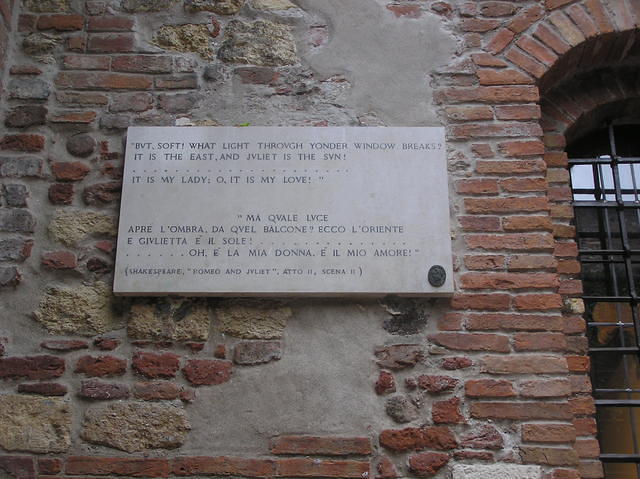 "BVT, SOFT! WHAT LIGHT THROVGH YONDER WINDOW BREAKS?
IT IS THE EAST, AND JVLIET IS THE SVN!
. . . . . . . . . . . . . . . . . . . . . . . .
IT IS MY LADY; O, IT IS MY LOVE! "
" MA QVALE LVCE
APRE L'OMBRA, DA QVEL BALCONE? ECCO L'ORIENTE
E GIVLIETTA È IL SOLE! . . . . . . . . . . . . . . .
. . . . . . . OH, È LA MIA DONNA, È IL MIO AMORE! "
(SHAKESPEARE, "ROMEO AND JVLIET", ATTO II, SCENA II)